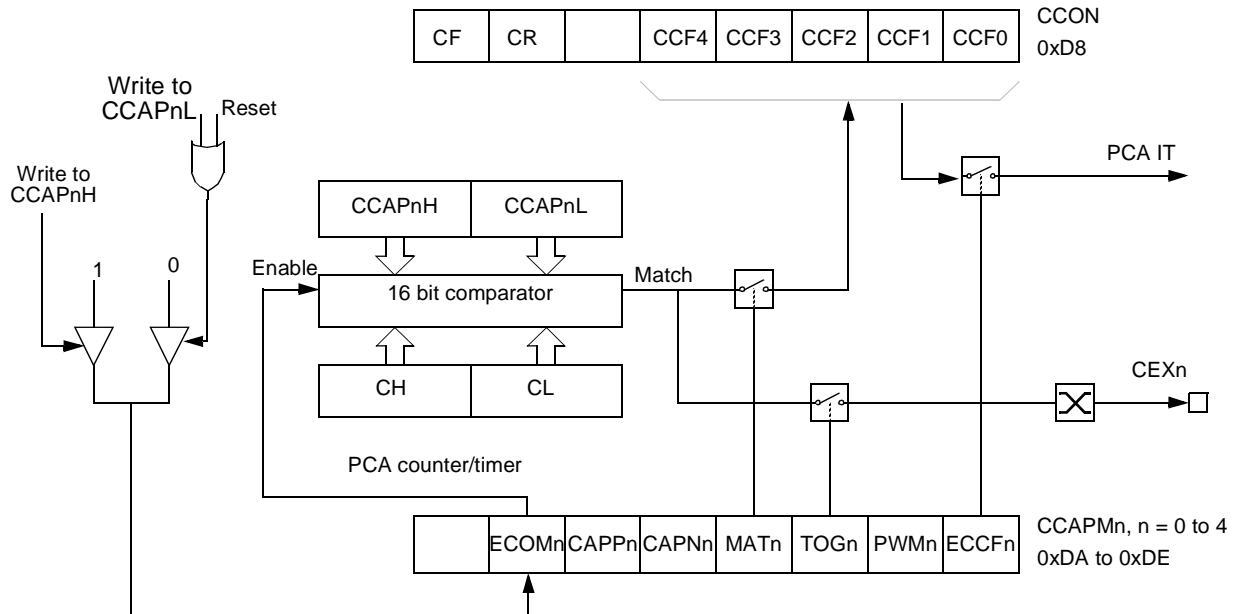 CF CR CCF4 CCF3 CCF2 CCF1 CCF0
CCON
0xD8
Write to
CCAPnL
Reset
Write to
CCAPnH
PCA IT
CCAPnH CCAPnL
1
0
Enable
16 bit comparator
Match
CH CL
CEXn
PCA counter/timer
ECOMn CAPPn CAPNn MATn TOGn PWMn ECCFn
CCAPMn, n = 0 to 4
0xDA to 0xDE